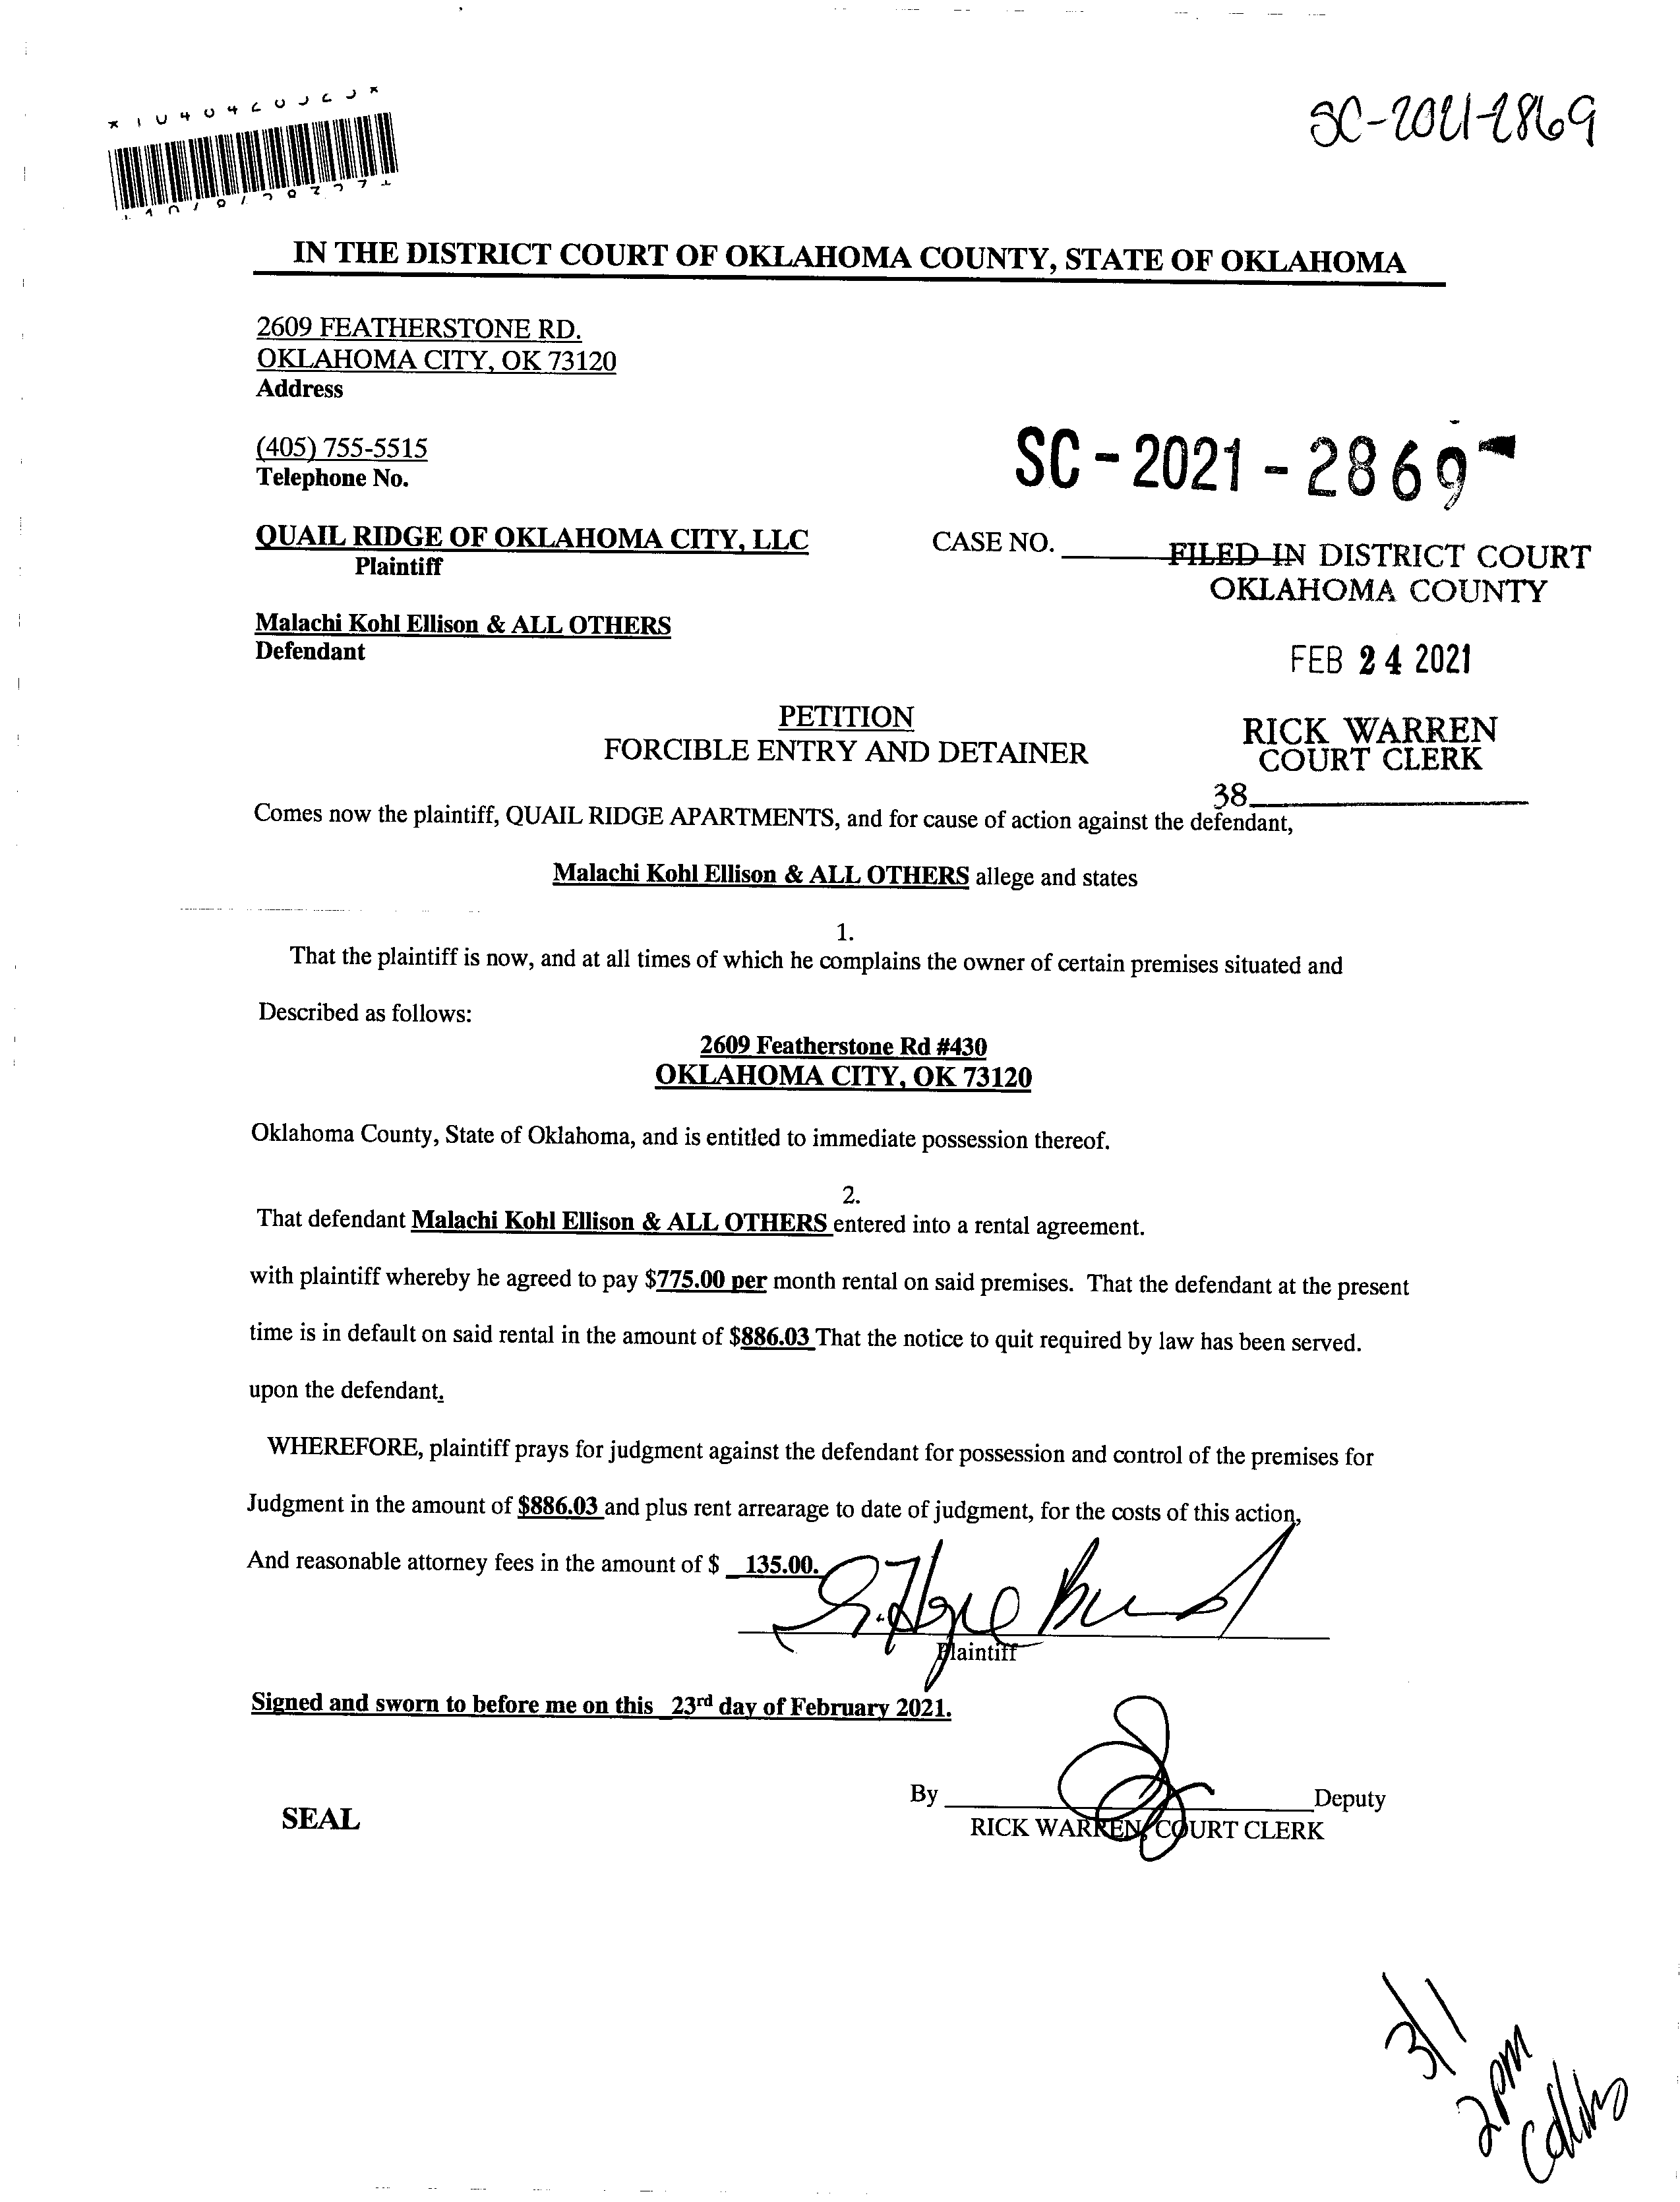 SC-2021-2869
IN THE DISTRICT COURT OF OKLAHOMA COUNTY, STATE OF OKLAHOMA
2609 FEATHERSTONE RD.
OKLAHOMA CITY, OK 73120
Address
(405) 755-5515
Telephone No.
SC-2021-2869
QUAIL RIDGE OF OKLAHOMA CITY, LLC
Plaintiff
CASE NO.
FILED IN DISTRICT COURT
OKLAHOMA COUNTY
Malachi Kohl Ellison & ALL OTHERS
Defendant
FEB 24 2021
PETITION
FORCIBLE ENTRY AND DETAINER
RICK WARREN
COURT CLERK
38
Comes now the plaintiff, QUAIL RIDGE APARTMENTS, and for cause of action against the defendant,
Malachi Kohl Ellison & ALL OTHERS allege and states
1.
That the plaintiff is now, and at all times of which he complains the owner of certain premises situated and
Described as follows:
2609 Featherstone Rd #430
OKLAHOMA CITY, OK 73120
Oklahoma County, State of Oklahoma, and is entitled to immediate possession thereof.
2.
That defendant Malachi Kohl Ellison & ALL OTHERS entered into a rental agreement.
with plaintiff whereby he agreed to pay $775.00 per month rental on said premises. That the defendant at the present
time is in default on said rental in the amount of $886.03 That the notice to quit required by law has been served.
upon the defendant.
WHEREFORE, plaintiff prays for judgment against the defendant for possession and control of the premises for
Judgment in the amount of $886.03 and plus rent arrearage to date of judgment, for the costs of this action,
And reasonable attorney fees in the amount of $ 135.00.
Plaintiff
Signed and sworn to before me on this 23rd day of February 2021.
By Deputy
SEAL
RICK WARREN, COURT CLERK
3/1
2pm
Collins